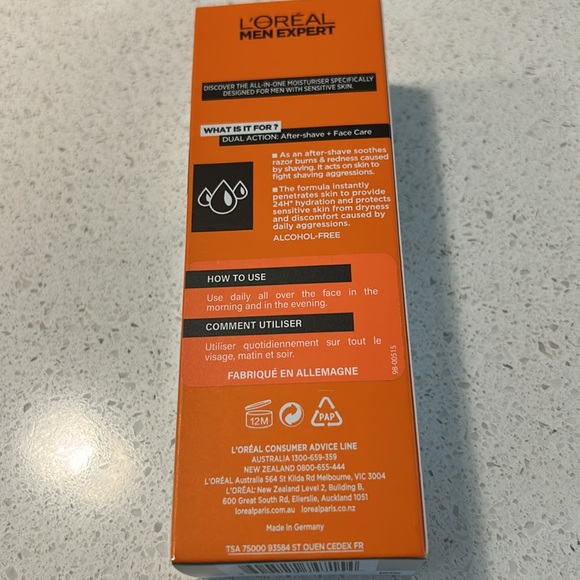 L'ORÉAL
MEN EXPERT
DISCOVER THE ALL-IN-ONE MOISTURISER SPECIFICALLY
DESIGNED FOR MEN WITH SENSITIVE SKIN.
WHAT IS IT FOR ?
DUAL ACTION: After-shave + Face Care
As an after-shave soothes
razor burns & redness caused
by shaving. It acts on skin to
fight shaving aggressions.
The formula instantly
penetrates skin to provide
24H* hydration and protects
sensitive skin from dryness
and discomfort caused by
daily aggressions.
ALCOHOL-FREE
HOW TO USE
Use daily all over the face in the
morning and in the evening.
COMMENT UTILISER
Utiliser quotidiennement sur tout le
visage, matin et soir.
FABRIQUÉ EN ALLEMAGNE
98-00515
12M
PAP
L'ORÉAL CONSUMER ADVICE LINE
AUSTRALIA 1300-659-359
NEW ZEALAND 0800-655-444
L'ORÉAL Australia 564 St Kilda Rd Melbourne, VIC 3004
L'ORÉAL New Zealand Level 2, Building B,
600 Great South Rd, Ellerslie, Auckland 1051
lorealparis.com.au lorealparis.co.nz
Made in Germany
TSA 75000 93584 ST OUEN CEDEX FR